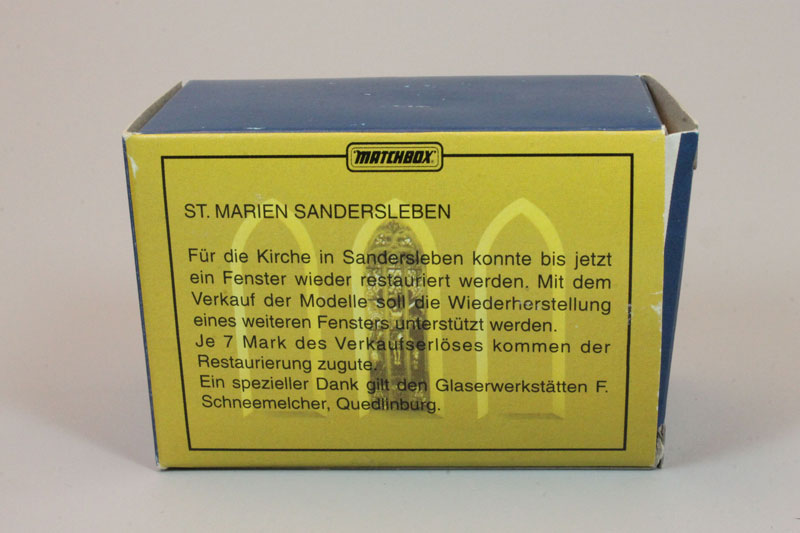 MATCHBOX
ST. MARIEN SANDERSLEBEN
Für die Kirche in Sandersleben konnte bis jetzt
ein Fenster wieder restauriert werden. Mit dem
Verkauf der Modelle soll die Wiederherstellung
eines weiteren Fensters unterstützt werden.
Je 7 Mark des Verkaufserlöses kommen der
Restaurierung zugute.
Ein spezieller Dank gilt den Glaserwerkstätten F.
Schneemelcher, Quedlinburg.